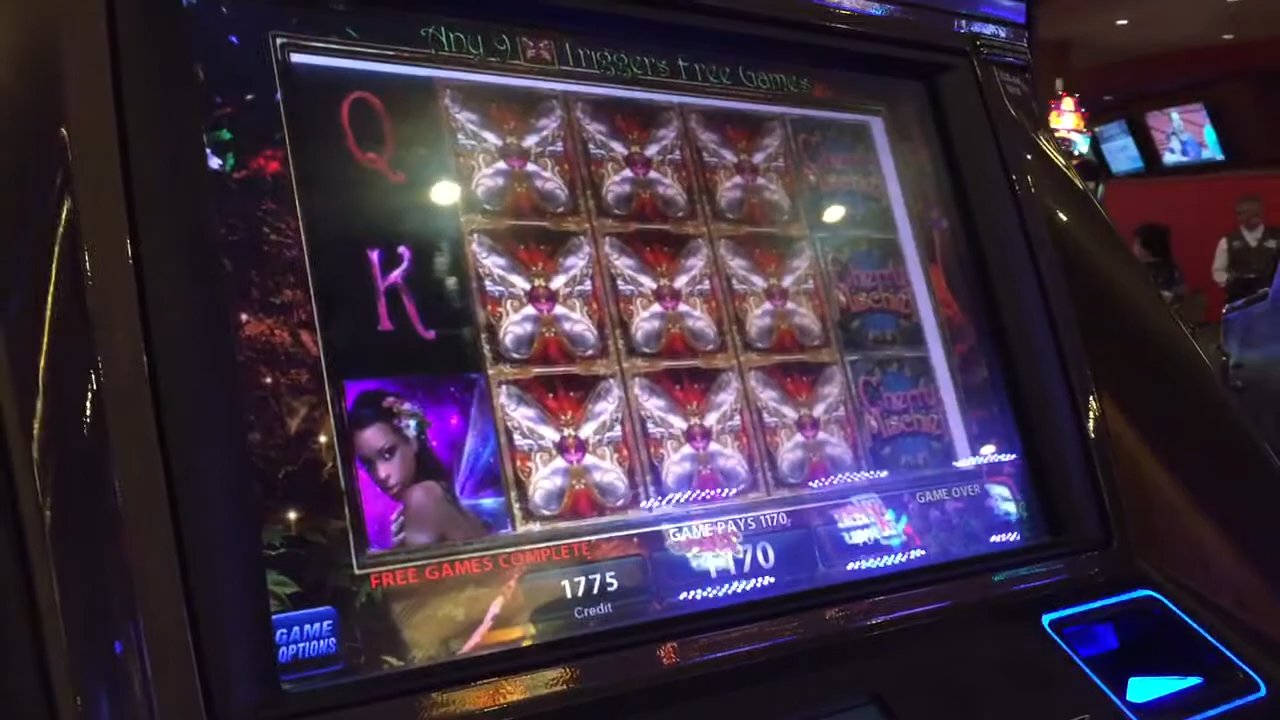 Any 9 Triggers Free Games
Q
K
FREE GAMES COMPLETE
1775
Credit
GAME PAYS 1170
1170
GAME OVER
GAME
OPTIONS